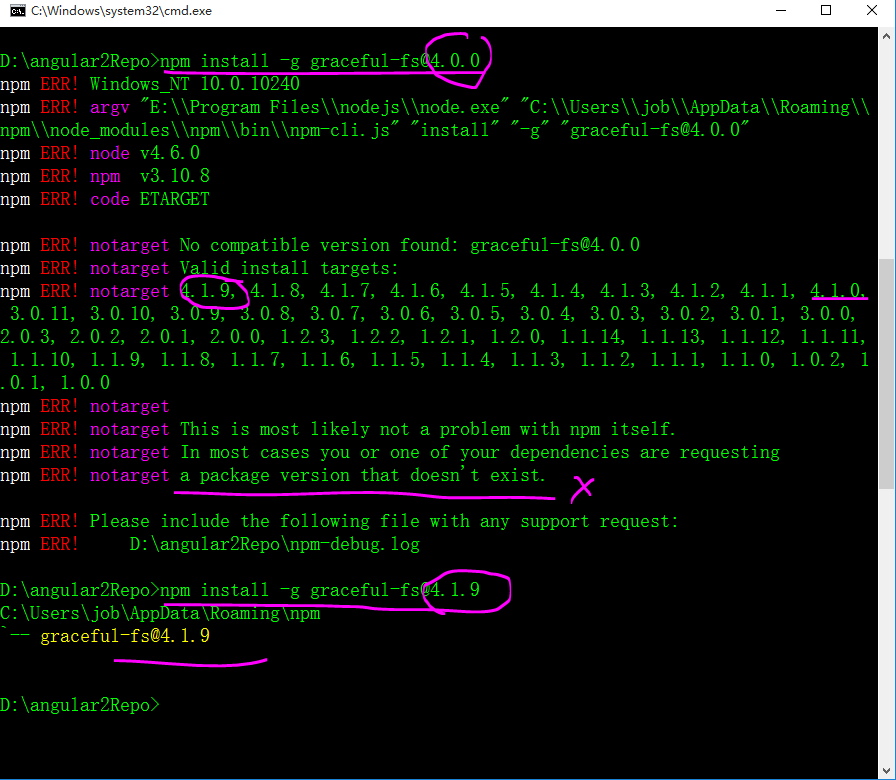 C:\Windows\system32\cmd.exe
D:\angular2Repo>npm install -g graceful-fs@4.0.0
npm ERR! Windows_NT 10.0.10240
npm ERR! argv "E:\\Program Files\\nodejs\\node.exe" "C:\\Users\\job\\AppData\\Roaming\\
npm\\node_modules\\npm\\bin\\npm-cli.js" "install" "-g" "graceful-fs@4.0.0"
npm ERR! node v4.6.0
npm ERR! npm  v3.10.8
npm ERR! code ETARGET
npm ERR! notarget No compatible version found: graceful-fs@4.0.0
npm ERR! notarget Valid install targets:
npm ERR! notarget 4.1.9, 4.1.8, 4.1.7, 4.1.6, 4.1.5, 4.1.4, 4.1.3, 4.1.2, 4.1.1, 4.1.0,
3.0.11, 3.0.10, 3.0.9, 3.0.8, 3.0.7, 3.0.6, 3.0.5, 3.0.4, 3.0.3, 3.0.2, 3.0.1, 3.0.0,
2.0.3, 2.0.2, 2.0.1, 2.0.0, 1.2.3, 1.2.2, 1.2.1, 1.2.0, 1.1.14, 1.1.13, 1.1.12, 1.1.11,
1.1.10, 1.1.9, 1.1.8, 1.1.7, 1.1.6, 1.1.5, 1.1.4, 1.1.3, 1.1.2, 1.1.1, 1.1.0, 1.0.2, 1
.0.1, 1.0.0
npm ERR! notarget
npm ERR! notarget This is most likely not a problem with npm itself.
npm ERR! notarget In most cases you or one of your dependencies are requesting
npm ERR! notarget a package version that doesn't exist.
npm ERR! Please include the following file with any support request:
npm ERR!     D:\angular2Repo\npm-debug.log
D:\angular2Repo>npm install -g graceful-fs@4.1.9
C:\Users\job\AppData\Roaming\npm
`-- graceful-fs@4.1.9
D:\angular2Repo>